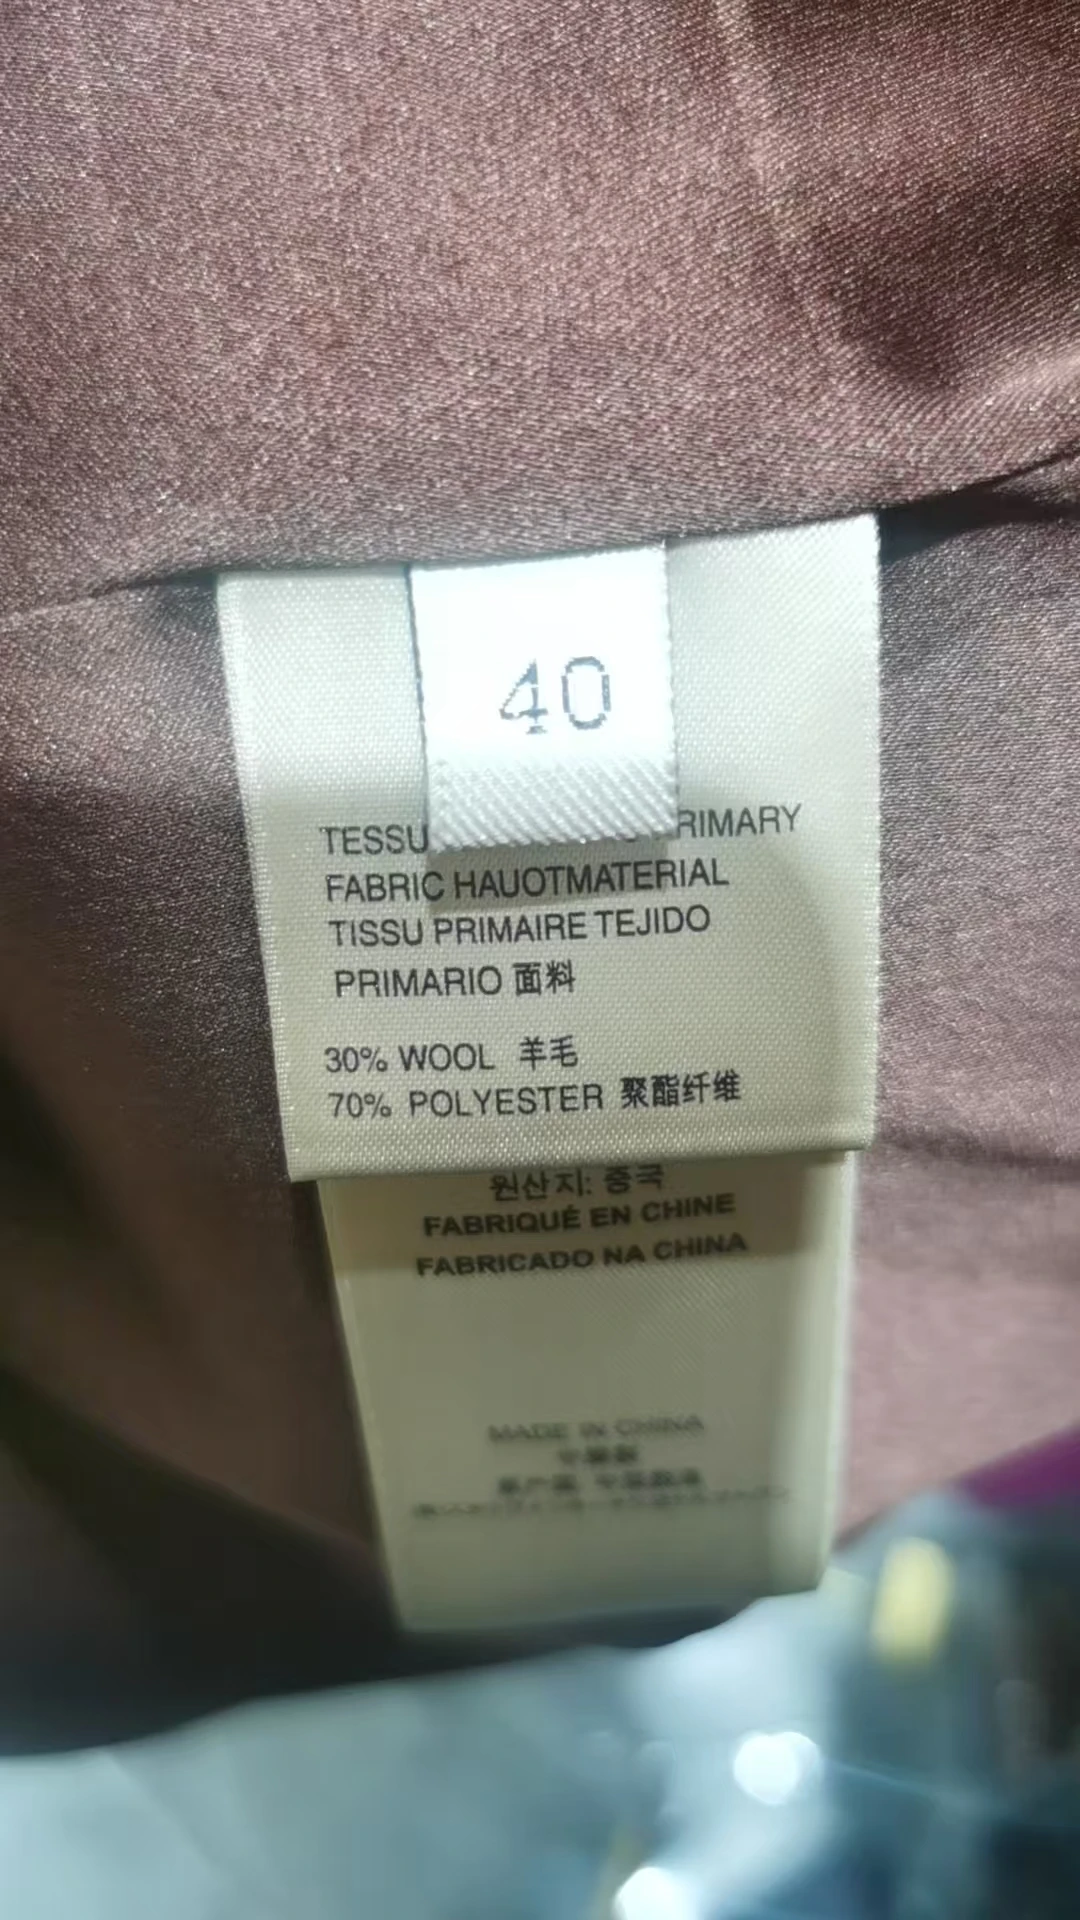 40
TESSU RIMARY
FABRIC HAUOTMATERIAL
TISSU PRIMAIRE TEJIDO
PRIMARIO 面料
30% WOOL 羊毛
70% POLYESTER 聚酯纤维
원산지: 중국
FABRIQUÉ EN CHINE
FABRICADO NA CHINA
MADE IN CHINA